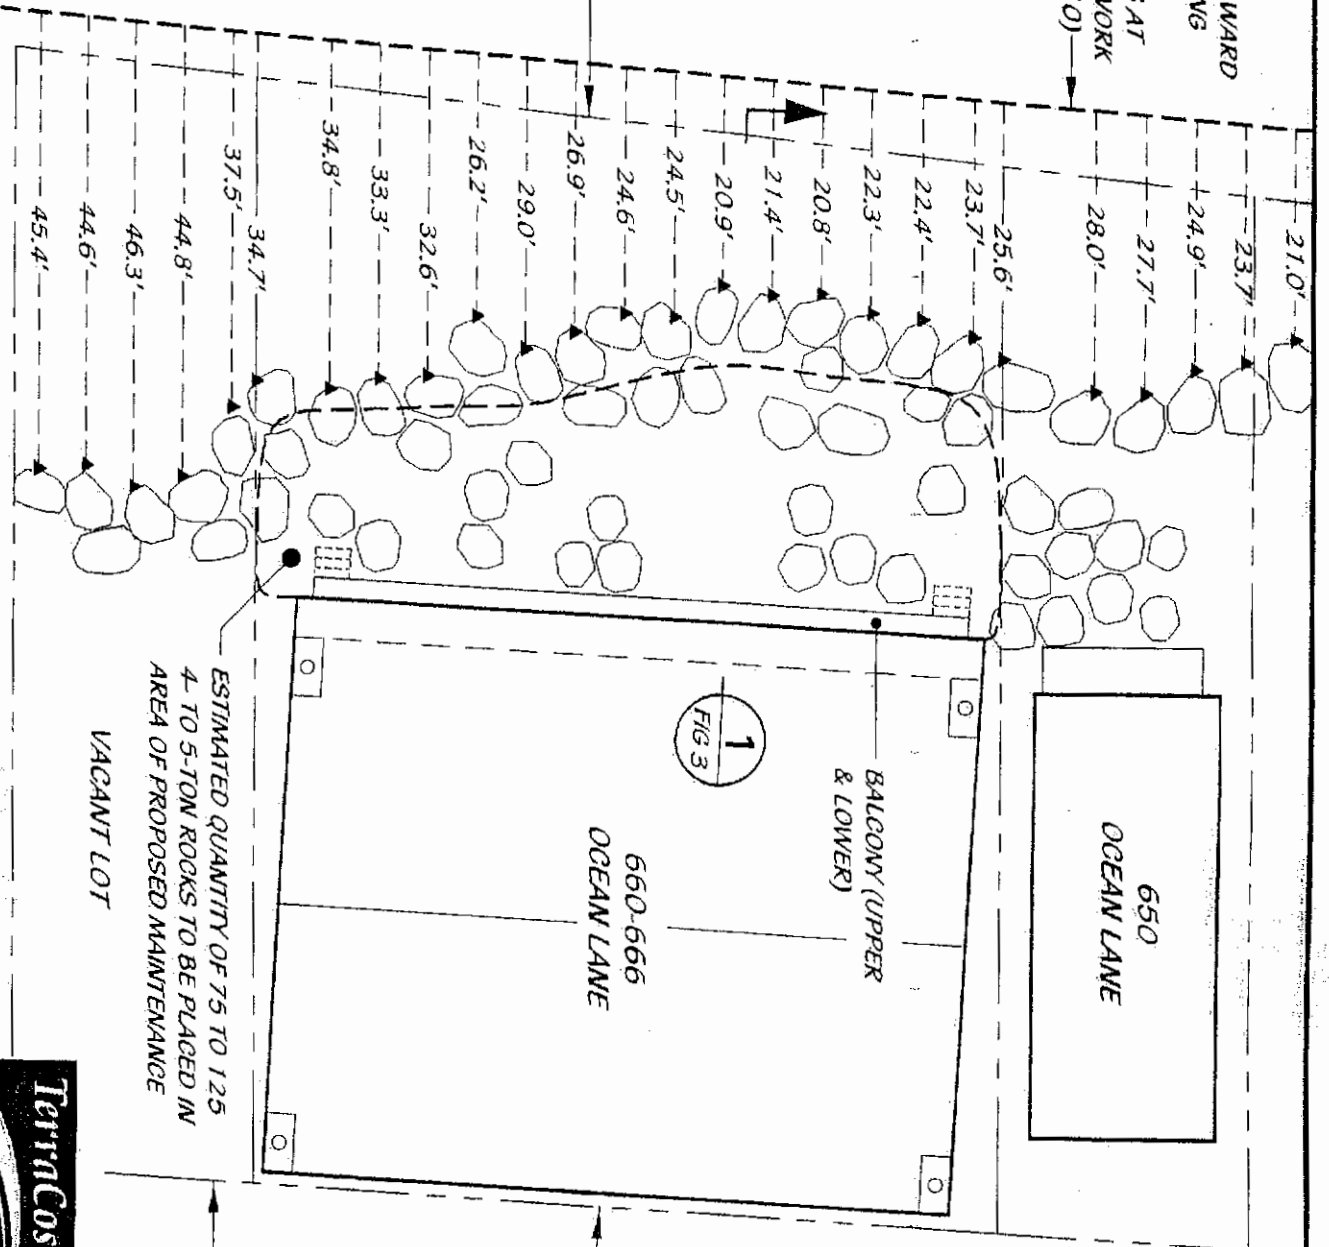 WARD
NG
AT
WORK
0)
45.4'
44.6'
46.3'
44.8'
37.5'
34.7'
34.8'
33.3'
32.6'
26.2'
29.0'
26.9'
24.6'
24.5'
20.9'
21.4'
20.8'
22.3'
22.4'
23.7'
25.6'
28.0'
27.7'
24.9'
23.7'
21.0'
650
OCEAN LANE
BALCONY (UPPER
& LOWER)
1
FIG 3
660-666
OCEAN LANE
ESTIMATED QUANTITY OF 75 TO 125
4- TO 5-TON ROCKS TO BE PLACED IN
AREA OF PROPOSED MAINTENANCE
VACANT LOT
TerraCos